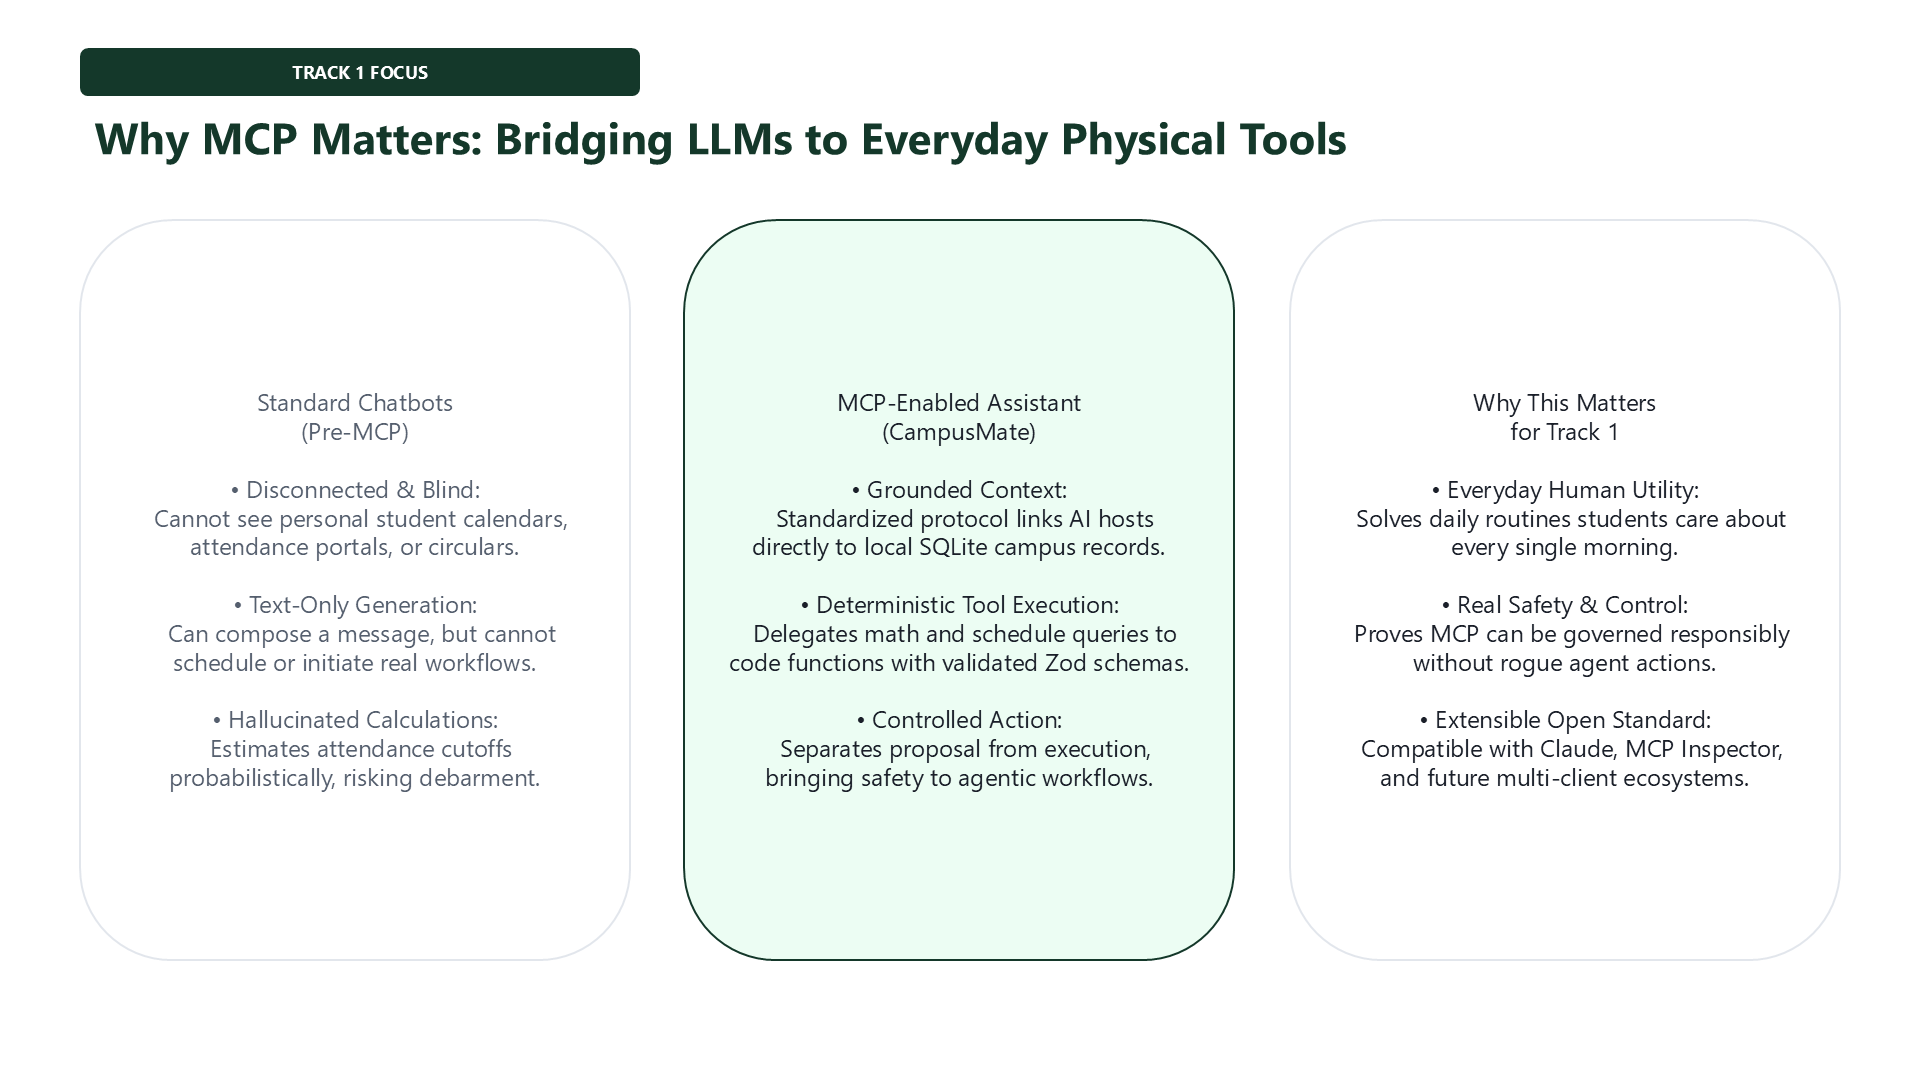 TRACK 1 FOCUS
Why MCP Matters: Bridging LLMs to Everyday Physical Tools
Standard Chatbots
(Pre-MCP)
• Disconnected & Blind:
Cannot see personal student calendars,
attendance portals, or circulars.
• Text-Only Generation:
Can compose a message, but cannot
schedule or initiate real workflows.
• Hallucinated Calculations:
Estimates attendance cutoffs
probabilistically, risking debarment.
MCP-Enabled Assistant
(CampusMate)
• Grounded Context:
Standardized protocol links AI hosts
directly to local SQLite campus records.
• Deterministic Tool Execution:
Delegates math and schedule queries to
code functions with validated Zod schemas.
• Controlled Action:
Separates proposal from execution,
bringing safety to agentic workflows.
Why This Matters
for Track 1
• Everyday Human Utility:
Solves daily routines students care about
every single morning.
• Real Safety & Control:
Proves MCP can be governed responsibly
without rogue agent actions.
• Extensible Open Standard:
Compatible with Claude, MCP Inspector,
and future multi-client ecosystems.